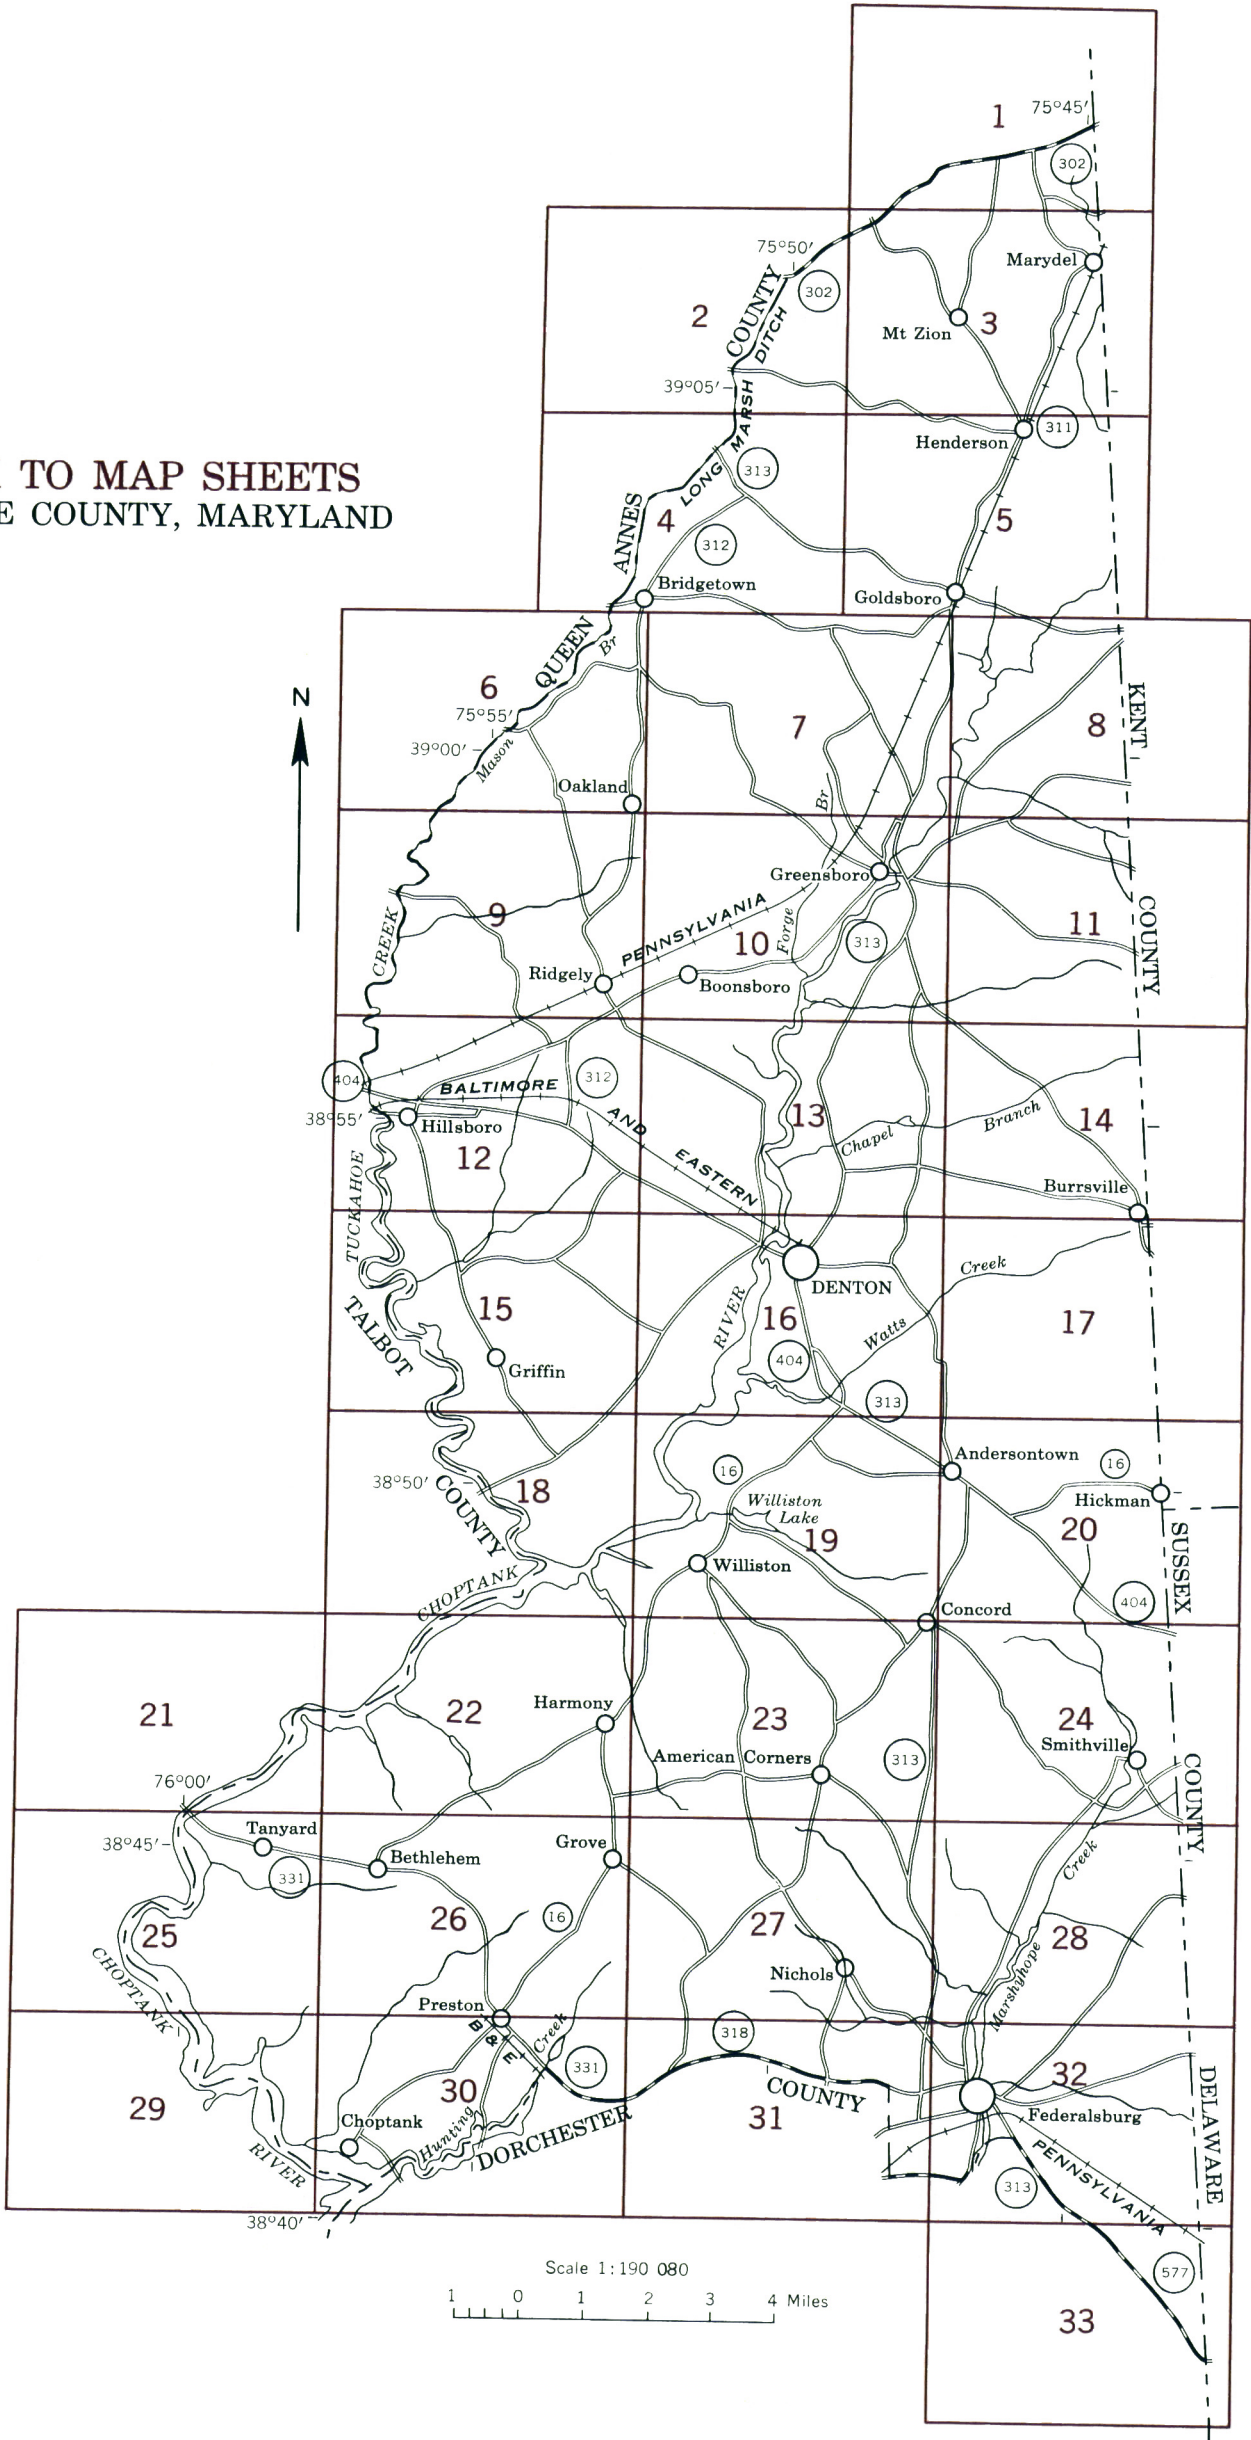 TO MAP SHEETS
E COUNTY, MARYLAND
N
1
75°45'
302
75°50'
302
Marydel
2
COUNTY
DITCH
Mt Zion
3
39°05'
MARSH
Henderson
311
LONG
313
ANNES
4
5
312
Bridgetown
Goldsboro
QUEEN
Br
6
75°55'
39°00'
Mason
7
8
KENT
Oakland
Br
Greensboro
9
PENNSYLVANIA
10
Forge
313
11
COUNTY
CREEK
Ridgely
Boonsboro
404
BALTIMORE
312
38°55'
Hillsboro
AND
13
Chapel
Branch
14
12
EASTERN
TUCKAHOE
Burrsville
DENTON
Creek
RIVER
15
16
Watts
17
TALBOT
404
Griffin
313
Andersontown
38°50'
18
16
16
Hickman
COUNTY
Williston
Lake
19
20
SUSSEX
Williston
CHOPTANK
Concord
404
21
22
Harmony
23
24
American Corners
313
Smithville
76°00'
COUNTY
38°45'
Tanyard
Bethlehem
Grove
331
Creek
25
26
16
27
28
CHOPTANK
Nichols
Marshyhope
Preston
B & E
Creek
318
331
32
29
30
COUNTY
31
DELAWARE
Choptank
Hunting
DORCHESTER
Federalsburg
RIVER
PENNSYLVANIA
313
38°40'
577
Scale 1:190 080
1 0 1 2 3 4 Miles
33